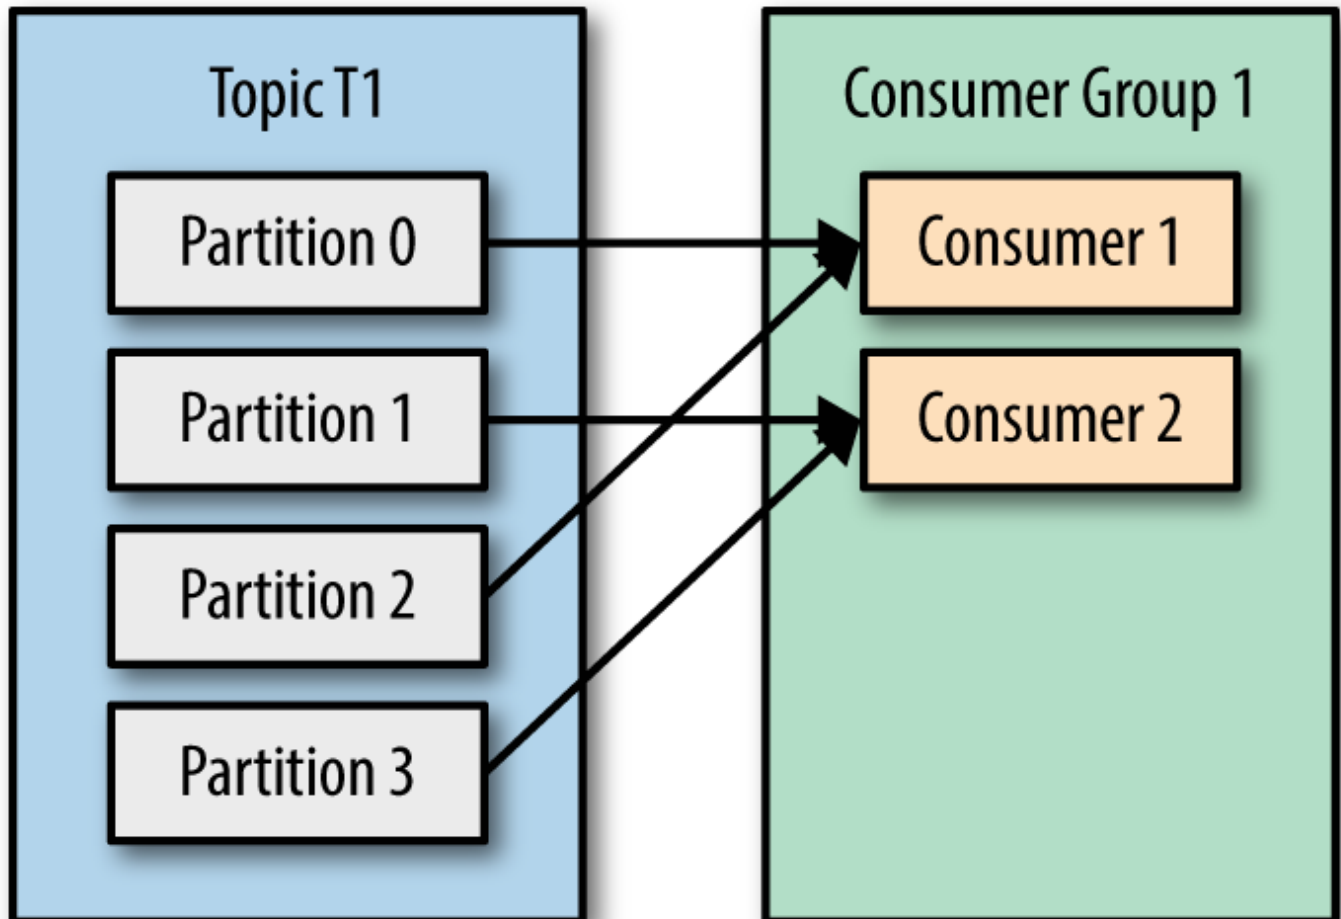 Topic T1
Partition 0
Partition 1
Partition 2
Partition 3
Consumer Group 1
Consumer 1
Consumer 2